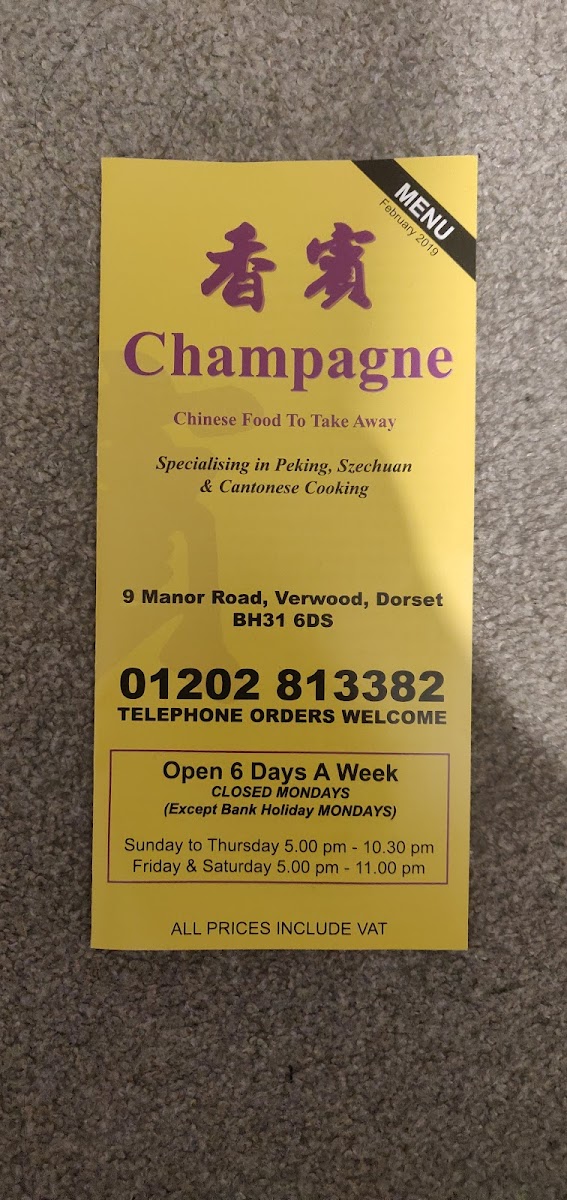 MENU
February 2019
香賓
Champagne
Chinese Food To Take Away
Specialising in Peking, Szechuan
& Cantonese Cooking
9 Manor Road, Verwood, Dorset
BH31 6DS
01202 813382
TELEPHONE ORDERS WELCOME
Open 6 Days A Week
CLOSED MONDAYS
(Except Bank Holiday MONDAYS)
Sunday to Thursday 5.00 pm - 10.30 pm
Friday & Saturday 5.00 pm - 11.00 pm
ALL PRICES INCLUDE VAT